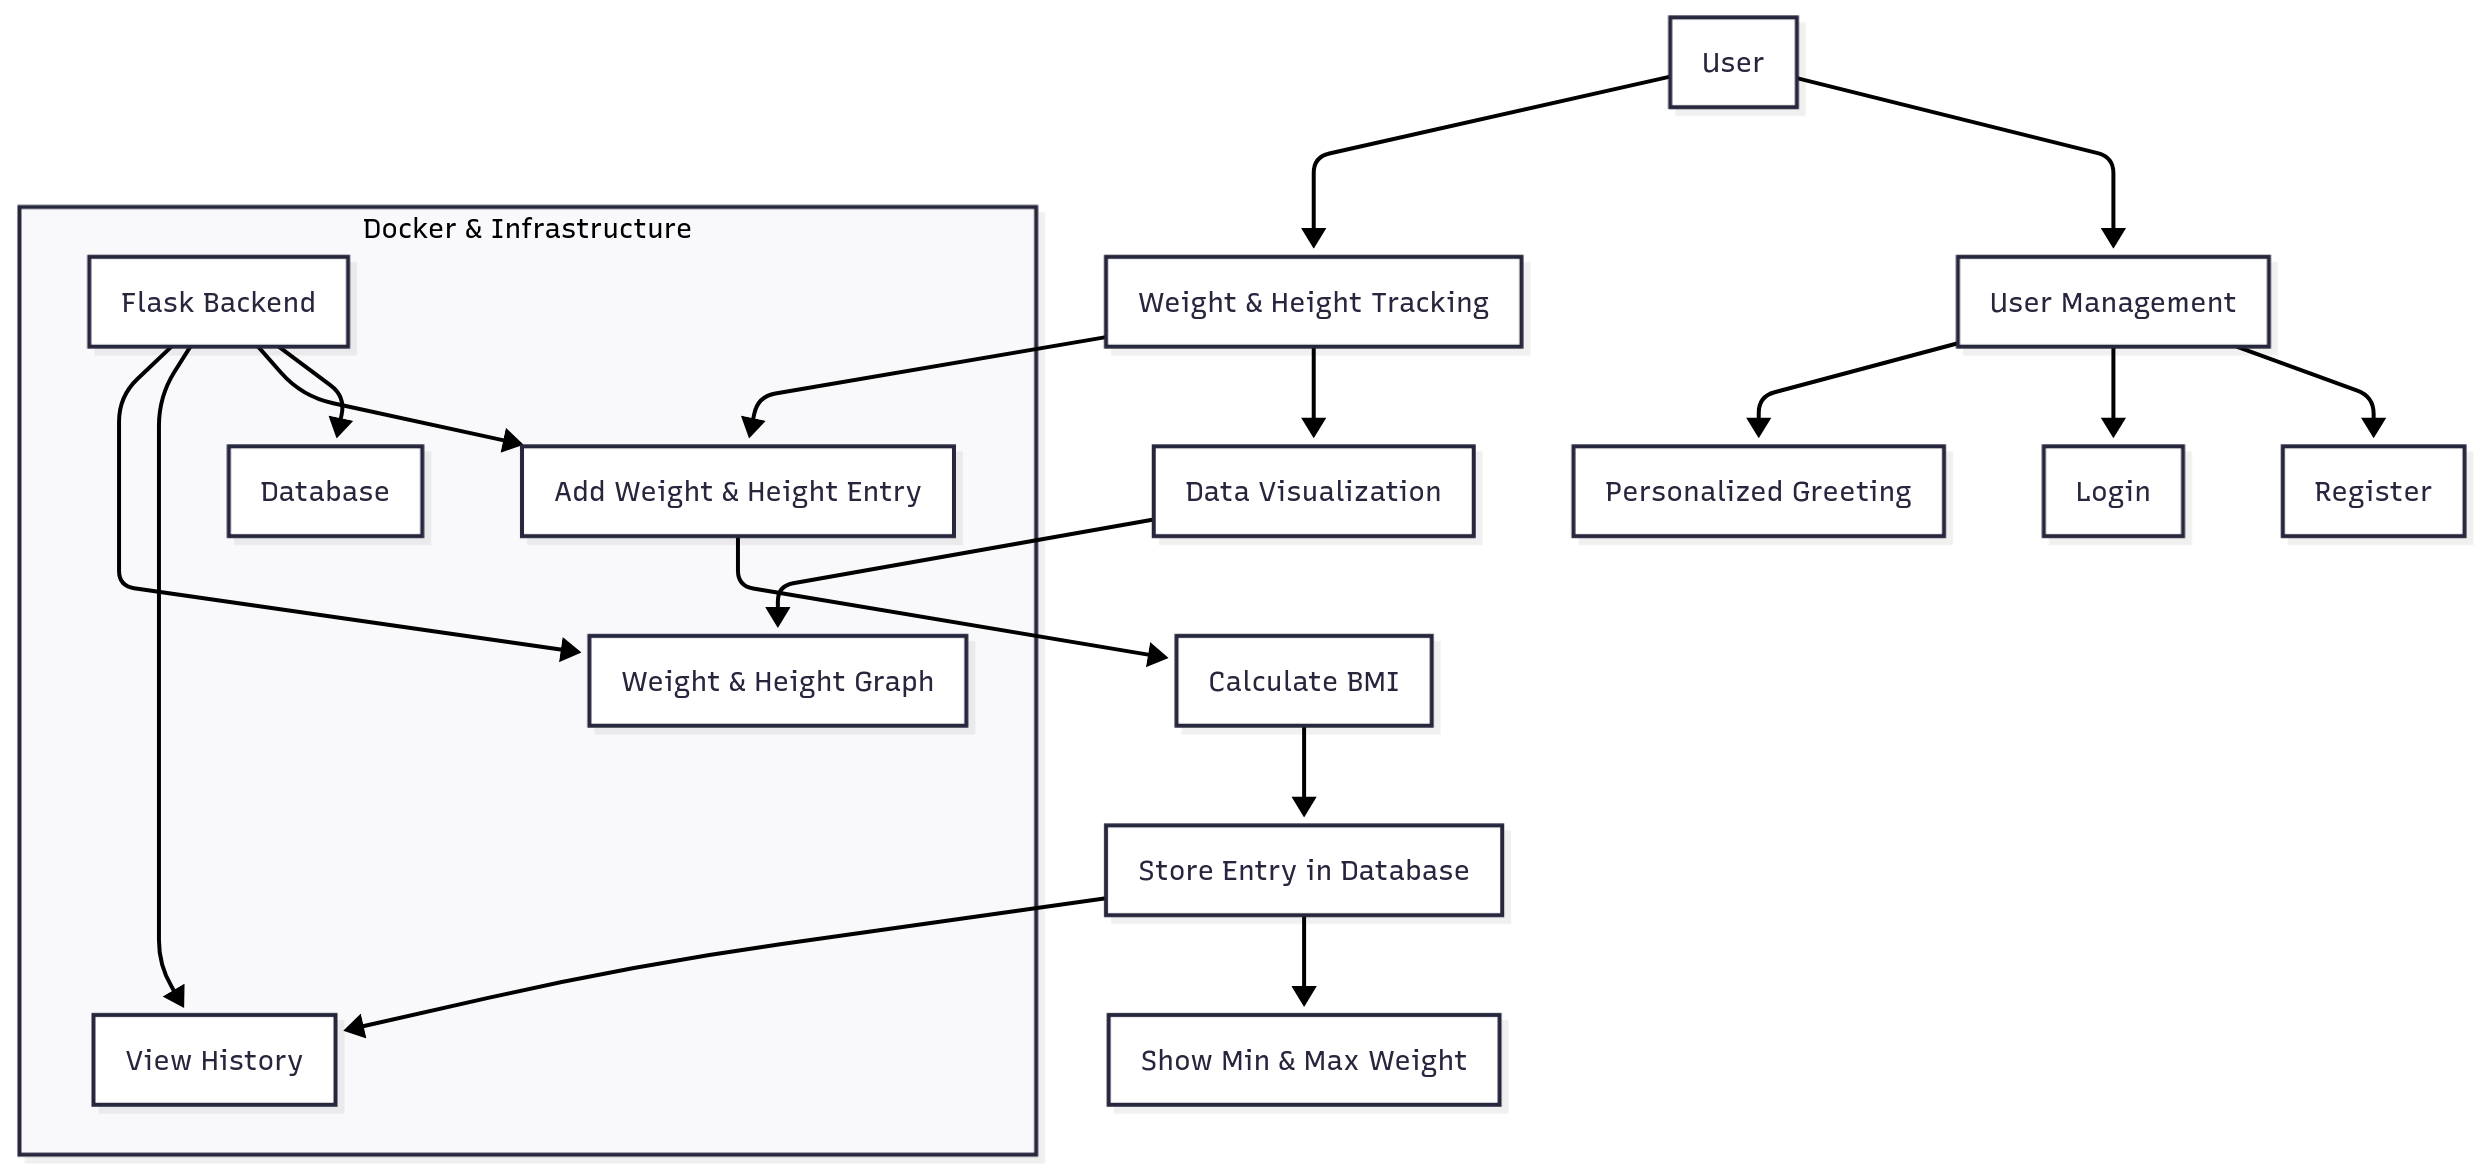 User
Docker & Infrastructure
Flask Backend
Weight & Height Tracking
User Management
Database
Add Weight & Height Entry
Data Visualization
Personalized Greeting
Login
Register
Weight & Height Graph
Calculate BMI
Store Entry in Database
View History
Show Min & Max Weight